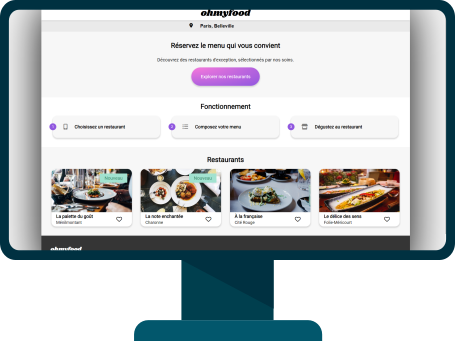 ohmyfood
Paris, Belleville
Réservez le menu qui vous convient
Découvrez des restaurants d'exception, sélectionnés par nos soins.
Explorer nos restaurants
Fonctionnement
1 Choisissez un restaurant
2 Composez votre menu
3 Dégustez au restaurant
Restaurants
Nouveau
Nouveau
La palette du goût
Ménilmontant
La note enchantée
Charonne
À la française
Cité Rouge
Le délice des sens
Folie-Méricourt
ohmyfood